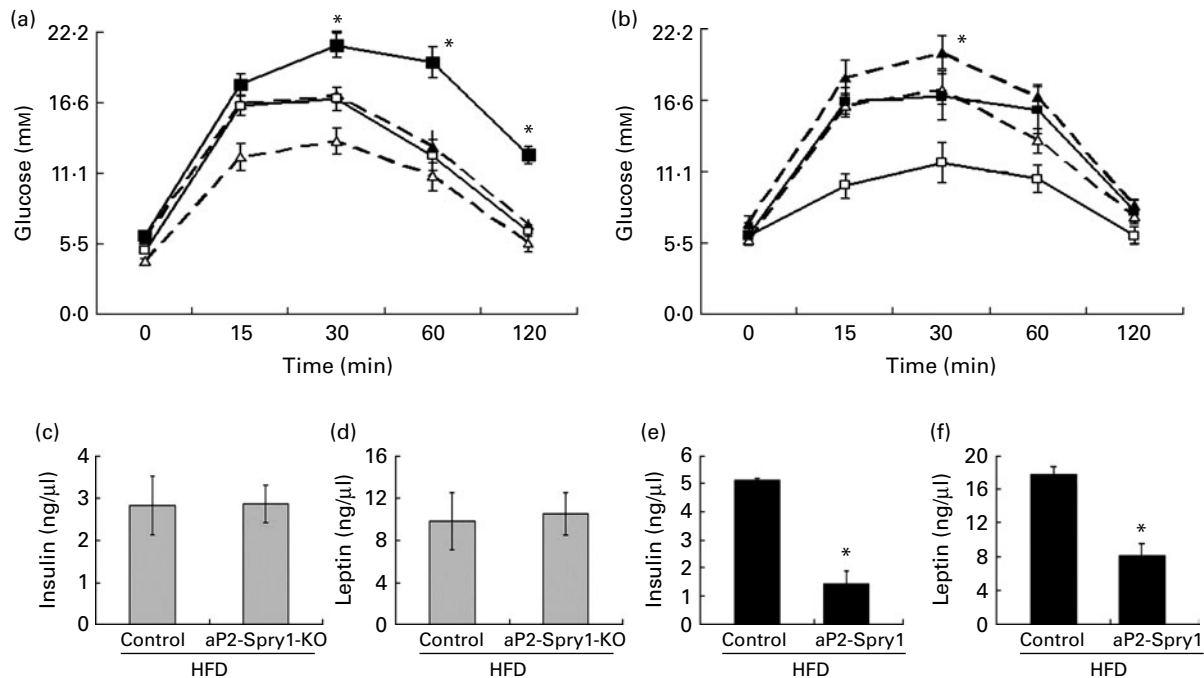 (a)
22·2
16·6
11·1
5·5
0·0
Glucose (mM)
* * *
0 15 30 60 120
Time (min)
(b)
22·2
16·6
11·1
5·5
0·0
Glucose (mM)
*
0 15 30 60 120
Time (min)
(c)
4
3
2
1
0
Insulin (ng/µl)
Control aP2-Spry1-KO
HFD
(d)
16
12
8
4
0
Leptin (ng/µl)
Control aP2-Spry1-KO
HFD
(e)
6
5
4
3
2
1
0
Insulin (ng/µl)
*
Control aP2-Spry1
HFD
(f)
20
16
12
8
4
0
Leptin (ng/µl)
*
Control aP2-Spry1
HFD